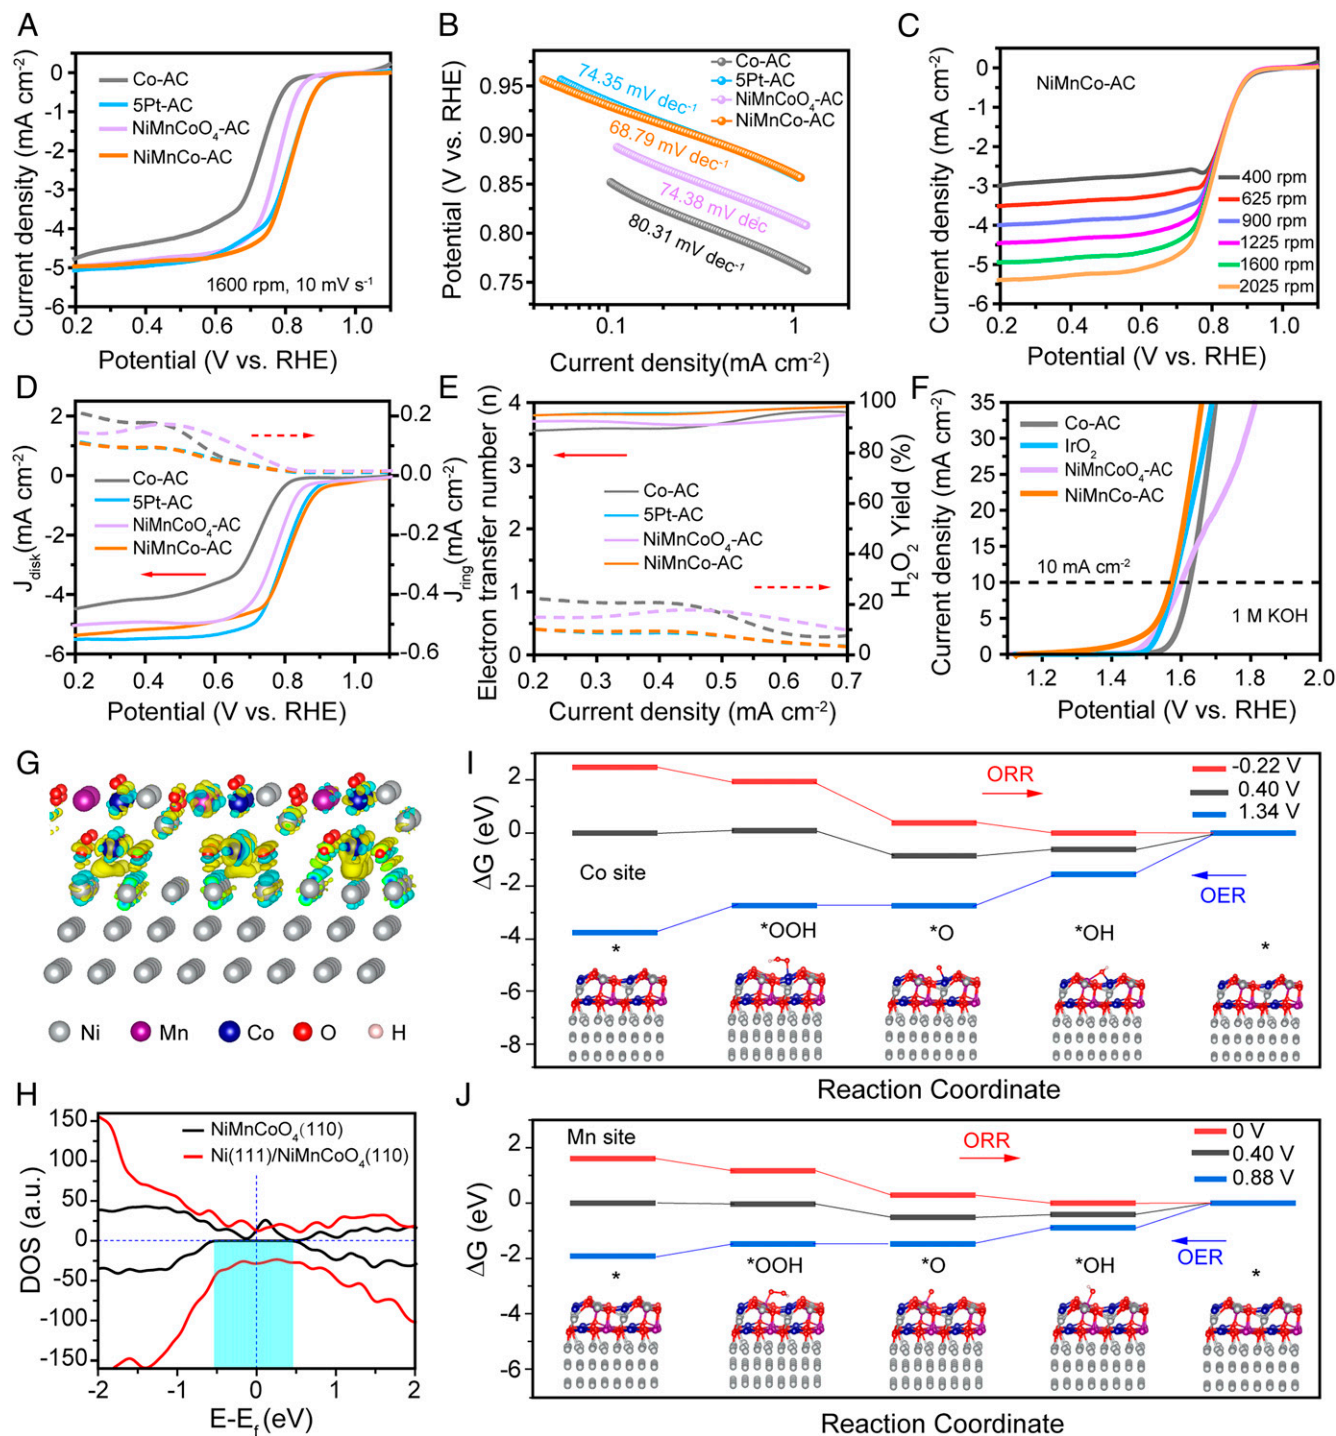 A
Current density (mA cm⁻²)
0
-1
-2
-3
-4
-5
-6
Co-AC
5Pt-AC
NiMnCoO₄-AC
NiMnCo-AC
1600 rpm, 10 mV s⁻¹
0.2 0.4 0.6 0.8 1.0
Potential (V vs. RHE)
B
Potential (V vs. RHE)
0.95
0.90
0.85
0.80
0.75
Co-AC
5Pt-AC
NiMnCoO₄-AC
NiMnCo-AC
74.35 mV dec⁻¹
68.79 mV dec⁻¹
74.38 mV dec
80.31 mV dec⁻¹
0.1 1
Current density(mA cm⁻²)
C
Current density (mA cm⁻²)
0
-1
-2
-3
-4
-5
-6
NiMnCo-AC
400 rpm
625 rpm
900 rpm
1225 rpm
1600 rpm
2025 rpm
0.2 0.4 0.6 0.8 1.0
Potential (V vs. RHE)
D
J_disk(mA cm⁻²)
2
0
-2
-4
-6
Co-AC
5Pt-AC
NiMnCoO₄-AC
NiMnCo-AC
0.2
0.0
-0.2
-0.4
-0.6
J_ring(mA cm⁻²)
0.2 0.4 0.6 0.8 1.0
Potential (V vs. RHE)
E
Electron transfer number (n)
4
3
2
1
0
Co-AC
5Pt-AC
NiMnCoO₄-AC
NiMnCo-AC
100
80
60
40
20
0
H₂O₂ Yield (%)
0.2 0.3 0.4 0.5 0.6 0.7
Current density (mA cm⁻²)
F
Current density (mA cm⁻²)
35
30
25
20
15
10
5
0
Co-AC
IrO₂
NiMnCoO₄-AC
NiMnCo-AC
10 mA cm⁻²
1 M KOH
1.2 1.4 1.6 1.8 2.0
Potential (V vs. RHE)
G
Ni Mn Co O H
H
DOS (a.u.)
150
100
50
0
-50
-100
-150
NiMnCoO₄(110)
Ni(111)/NiMnCoO₄(110)
-2 -1 0 1 2
E-E_f (eV)
I
ΔG (eV)
2
0
-2
-4
-6
-8
ORR
-0.22 V
0.40 V
1.34 V
Co site
OER
* *OOH *O *OH *
Reaction Coordinate
J
ΔG (eV)
2
0
-2
-4
-6
Mn site
ORR
0 V
0.40 V
0.88 V
OER
* *OOH *O *OH *
Reaction Coordinate